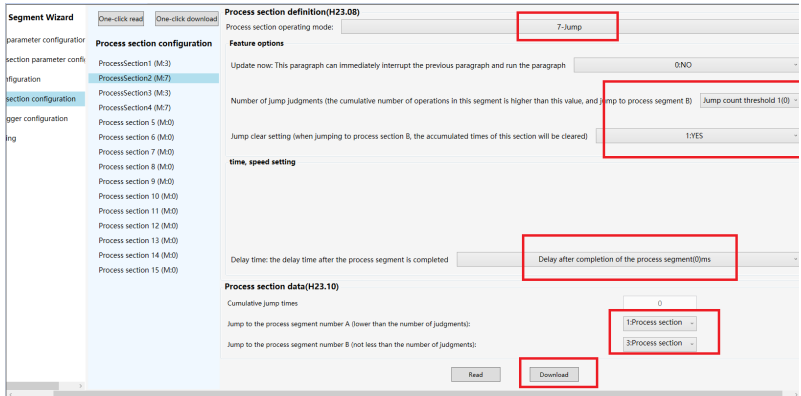 Segment Wizard
parameter configuration
section parameter confi
nfiguration
section configuration
gger configuration
ing
One-click read
One-click download
Process section configuration
ProcessSection1 (M:3)
ProcessSection2 (M:7)
ProcessSection3 (M:3)
ProcessSection4 (M:7)
Process section 5 (M:0)
Process section 6 (M:0)
Process section 7 (M:0)
Process section 8 (M:0)
Process section 9 (M:0)
Process section 10 (M:0)
Process section 11 (M:0)
Process section 12 (M:0)
Process section 13 (M:0)
Process section 14 (M:0)
Process section 15 (M:0)
Process section definition(H23.08)
Process section operating mode:
7-Jump
Feature options
Update now: This paragraph can immediately interrupt the previous paragraph and run the paragraph
0:NO
Number of jump judgments (the cumulative number of operations in this segment is higher than this value, and jump to process segment B)
Jump count threshold 1(0)
Jump clear setting (when jumping to process section B, the accumulated times of this section will be cleared)
1:YES
time, speed setting
Delay time: the delay time after the process segment is completed
Delay after completion of the process segment(0)ms
Process section data(H23.10)
Cumulative jump times
0
Jump to the process segment number A (lower than the number of judgments):
1:Process section
Jump to the process segment number B (not less than the number of judgments):
3:Process section
Read
Download